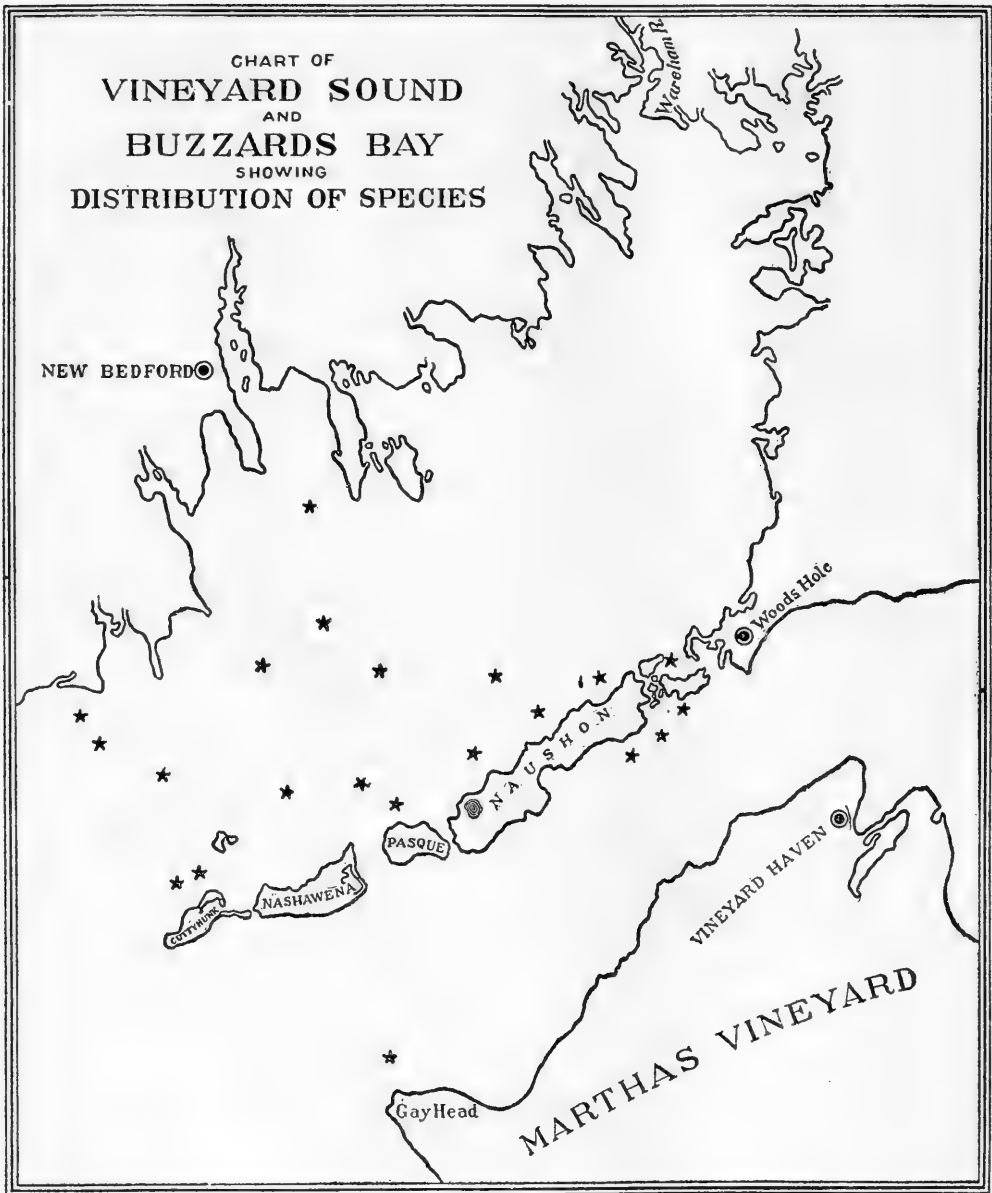 CHART OF
VINEYARD SOUND
AND
BUZZARDS BAY
SHOWING
DISTRIBUTION OF SPECIES
Wareham R.
NEW BEDFORD
Woods Hole
NAUSHON
PASQUE
NASHAWENA
CUTTYHUNK
VINEYARD HAVEN
MARTHAS VINEYARD
Gay Head